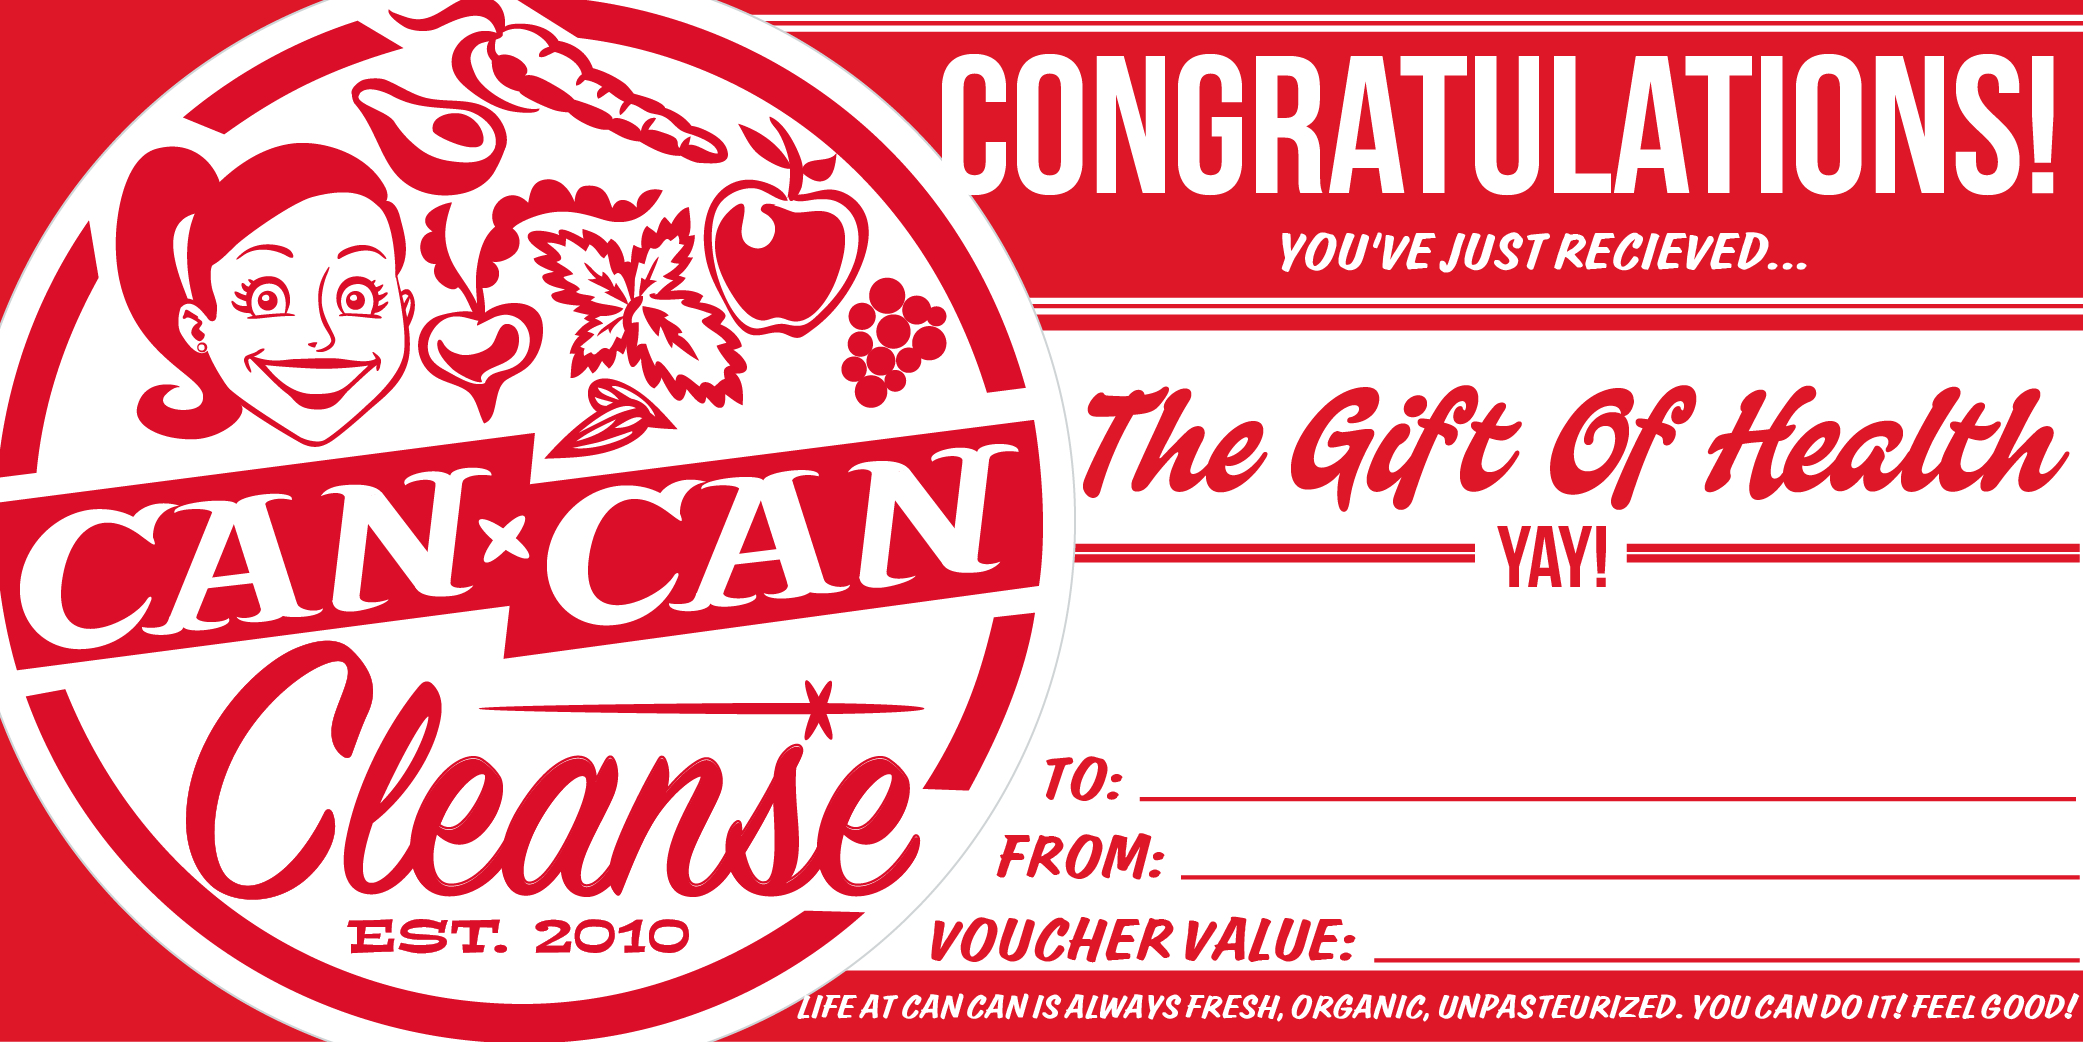 CAN CAN
Cleanse
EST. 2010
CONGRATULATIONS!
YOU'VE JUST RECIEVED...
The Gift Of Health
YAY!
TO:
FROM:
VOUCHER VALUE:
LIFE AT CAN CAN IS ALWAYS FRESH, ORGANIC, UNPASTEURIZED. YOU CAN DO IT! FEEL GOOD!